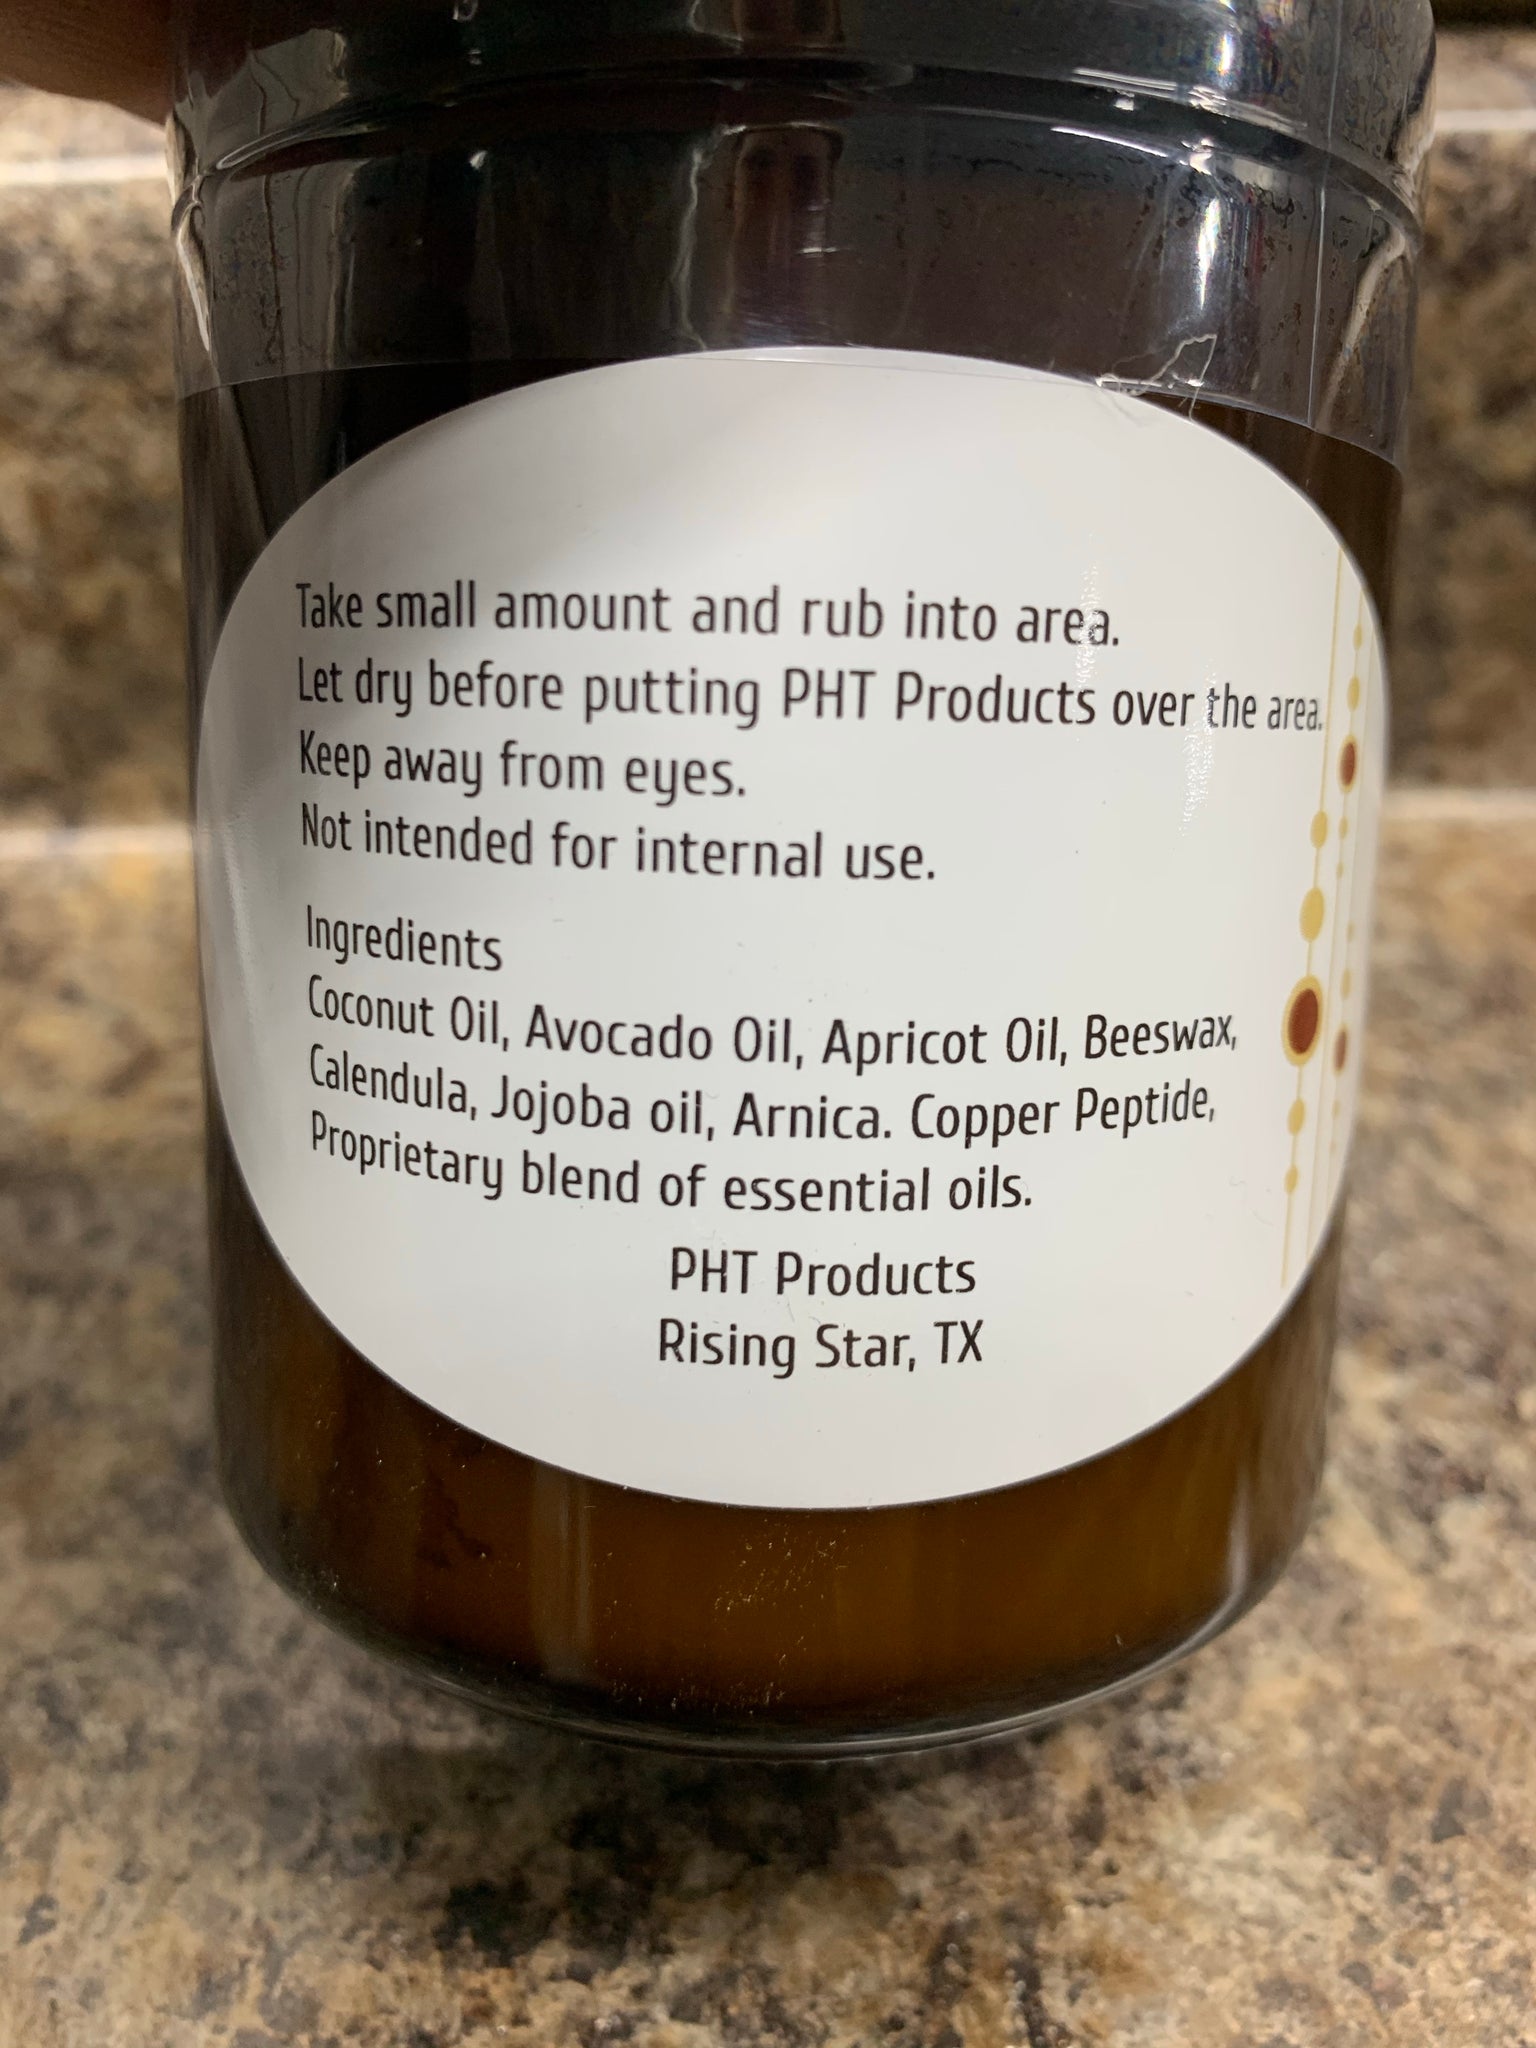 Take small amount and rub into area.
Let dry before putting PHT Products over the area.
Keep away from eyes.
Not intended for internal use.
Ingredients
Coconut Oil, Avocado Oil, Apricot Oil, Beeswax,
Calendula, Jojoba oil, Arnica. Copper Peptide,
Proprietary blend of essential oils.
PHT Products
Rising Star, TX